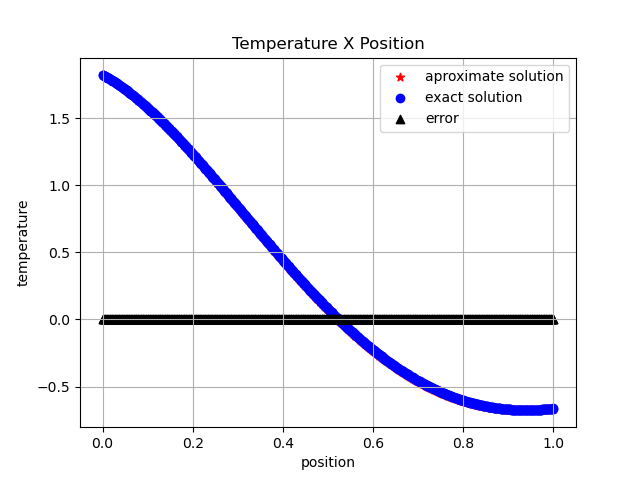 Temperature X Position
aproximate solution
exact solution
error
temperature
1.5
1.0
0.5
0.0
−0.5
0.0 0.2 0.4 0.6 0.8 1.0
position